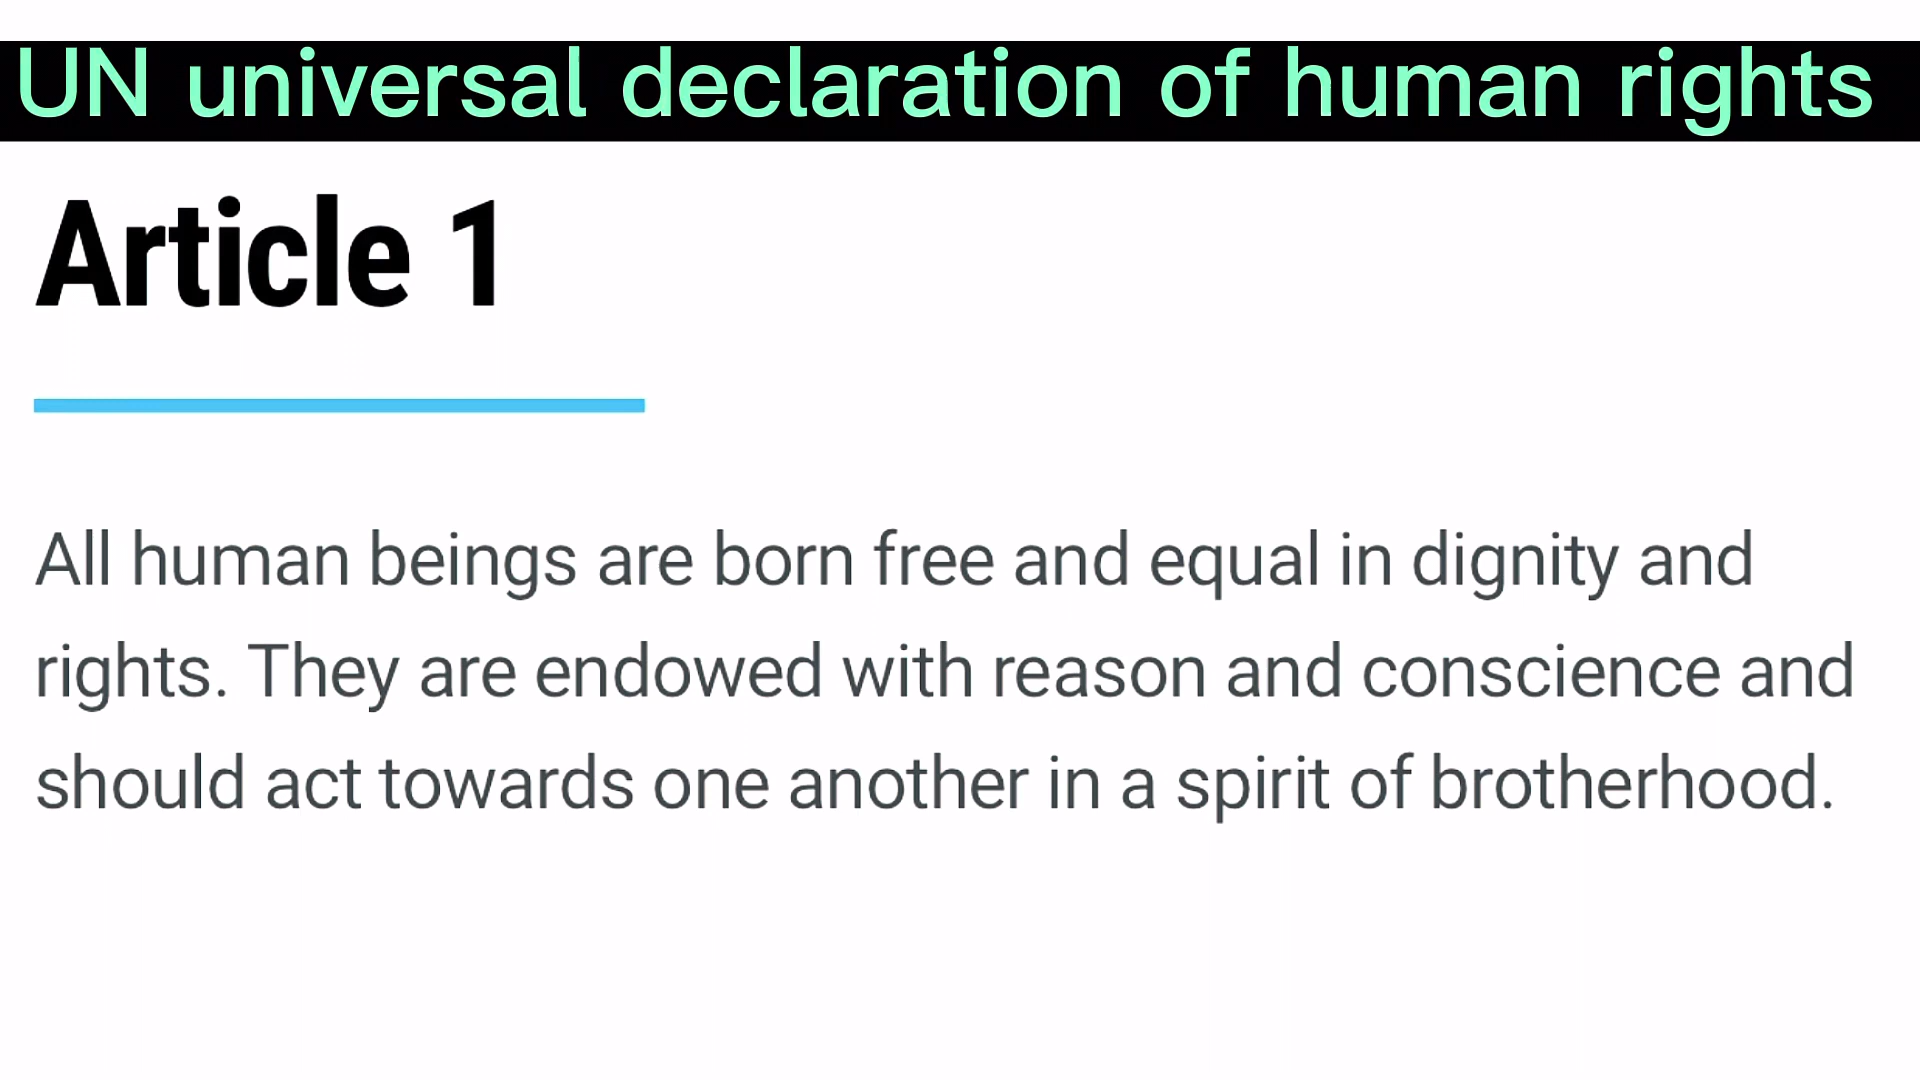 UN universal declaration of human rights
Article 1
All human beings are born free and equal in dignity and
rights. They are endowed with reason and conscience and
should act towards one another in a spirit of brotherhood.